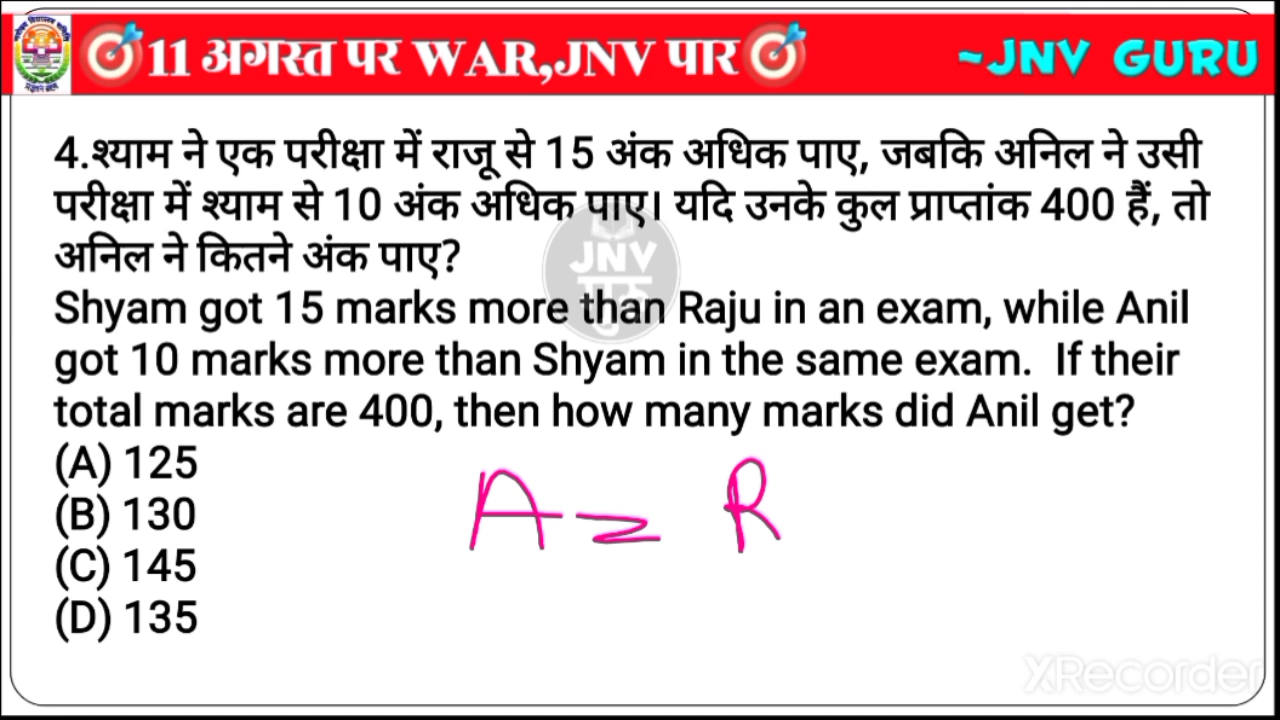 11 अगस्त पर WAR,JNV पार
~JNV GURU
4.श्याम ने एक परीक्षा में राजू से 15 अंक अधिक पाए, जबकि अनिल ने उसी
परीक्षा में श्याम से 10 अंक अधिक पाए। यदि उनके कुल प्राप्तांक 400 हैं, तो
अनिल ने कितने अंक पाए?
JNV
गुरु
Shyam got 15 marks more than Raju in an exam, while Anil
got 10 marks more than Shyam in the same exam. If their
total marks are 400, then how many marks did Anil get?
(A) 125
(B) 130
(C) 145
(D) 135
A = R
XRecorder